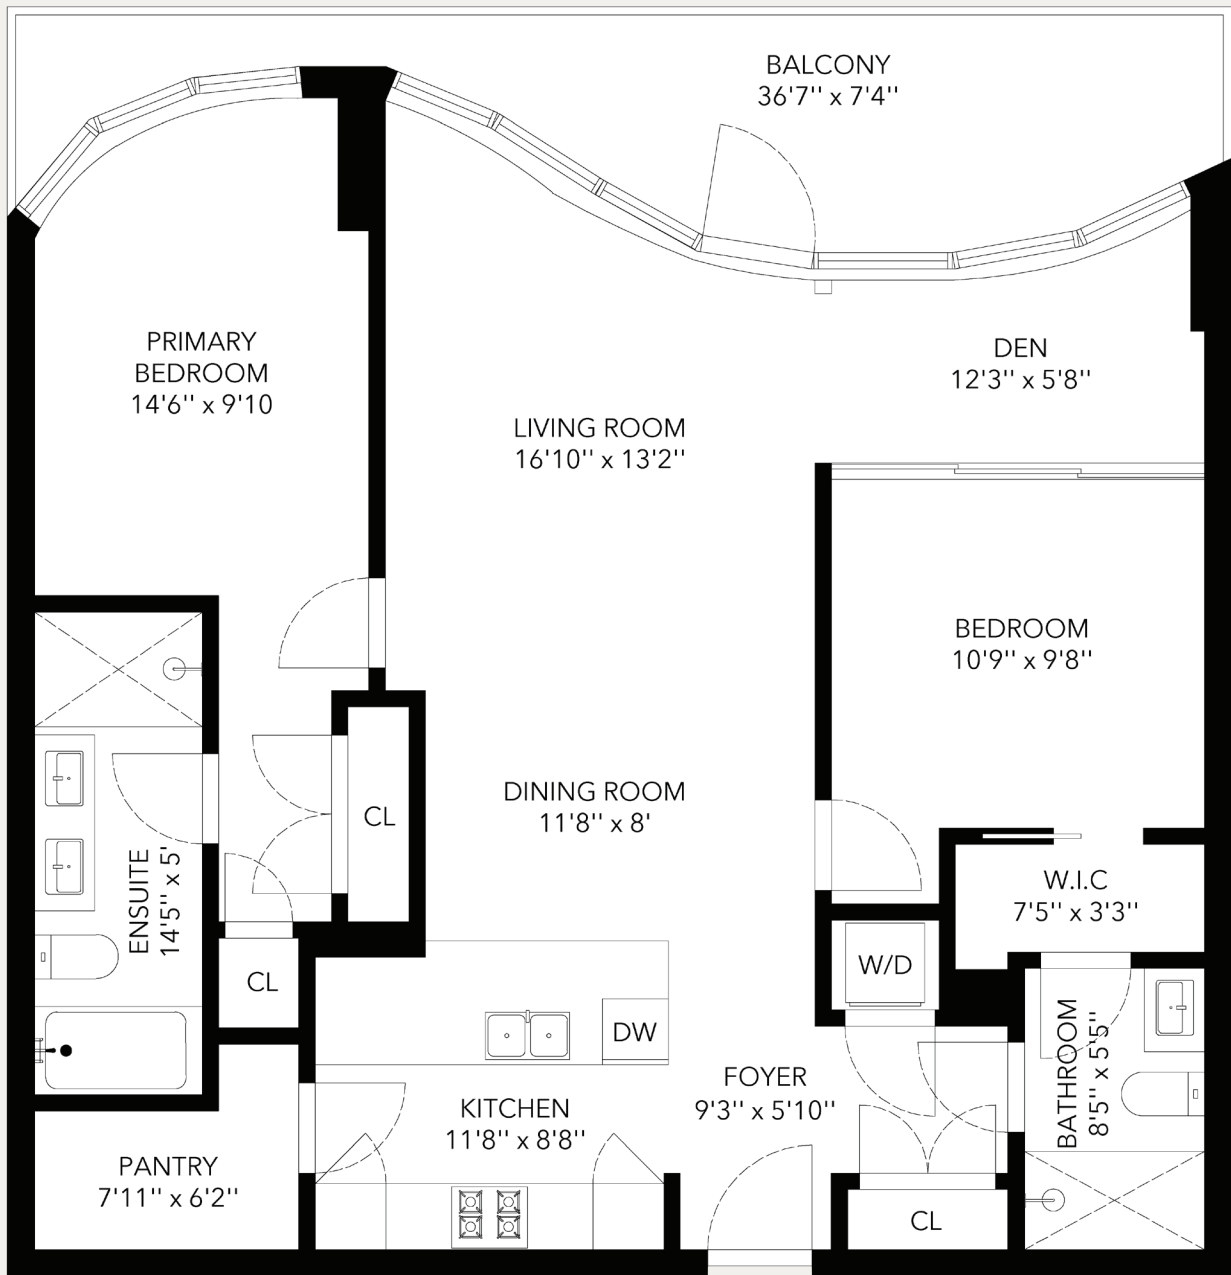 BALCONY
36'7'' x 7'4''
PRIMARY
BEDROOM
14'6'' x 9'10
DEN
12'3'' x 5'8''
LIVING ROOM
16'10'' x 13'2''
BEDROOM
10'9'' x 9'8''
DINING ROOM
11'8'' x 8'
CL
ENSUITE
14'5'' x 5'
W.I.C
7'5'' x 3'3''
W/D
CL
DW
BATHROOM
8'5'' x 5'5''
FOYER
9'3'' x 5'10''
KITCHEN
11'8'' x 8'8''
PANTRY
7'11'' x 6'2''
CL